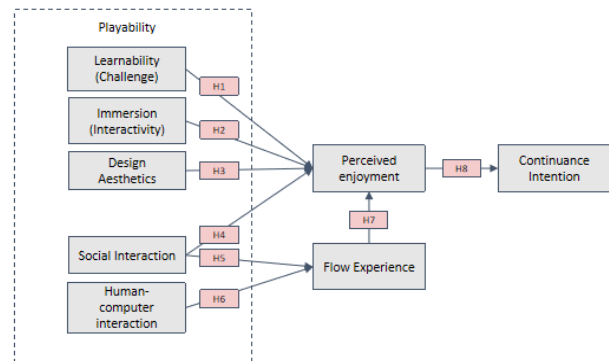 Playability
Learnability
(Challenge)
H1
Immersion
(Interactivity)
H2
Design
Aesthetics
H3
Perceived
enjoyment
H8
Continuance
Intention
H4
H7
Social Interaction
H5
Flow Experience
Human-
computer
interaction
H6